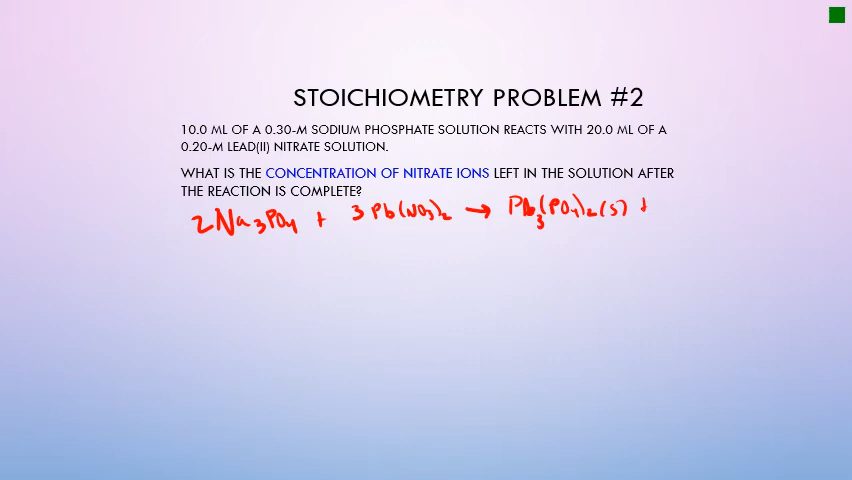 STOICHIOMETRY PROBLEM #2
10.0 ML OF A 0.30-M SODIUM PHOSPHATE SOLUTION REACTS WITH 20.0 ML OF A
0.20-M LEAD(II) NITRATE SOLUTION.
WHAT IS THE CONCENTRATION OF NITRATE IONS LEFT IN THE SOLUTION AFTER
THE REACTION IS COMPLETE?
2Na₃PO₄ + 3Pb(NO₃)₂ → Pb₃(PO₄)₂(s) +